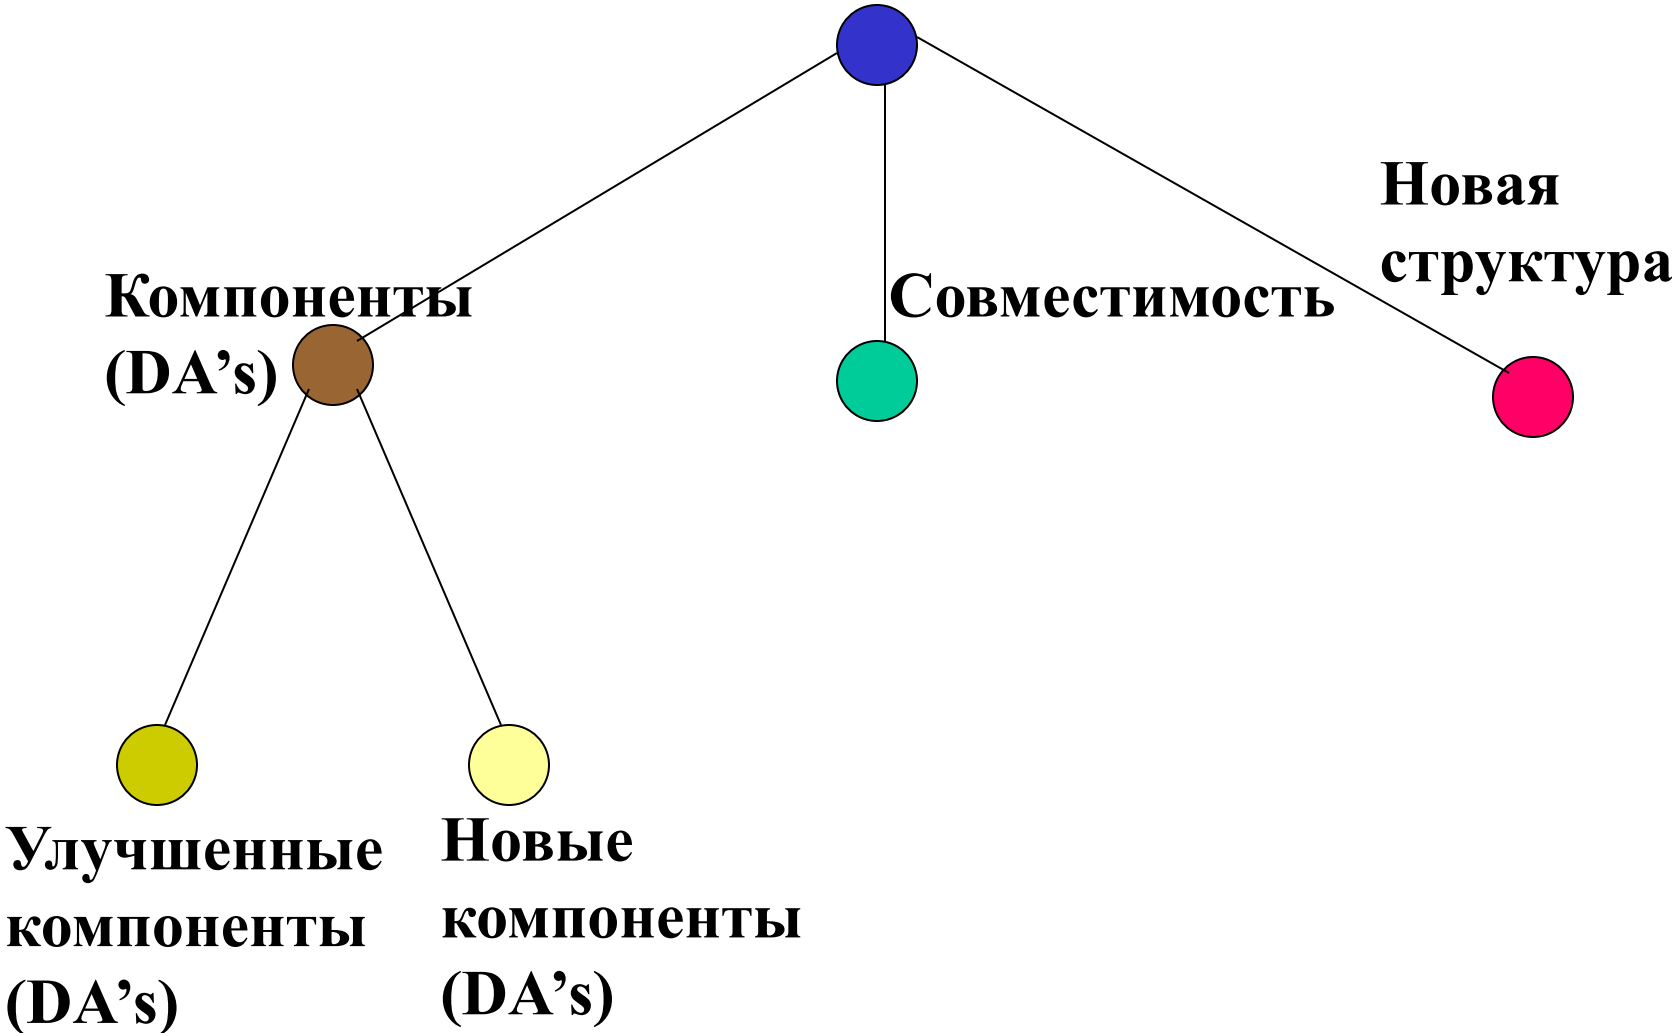 Новая
структура
Компоненты
(DA’s)
Совместимость
Улучшенные
компоненты
(DA’s)
Новые
компоненты
(DA’s)